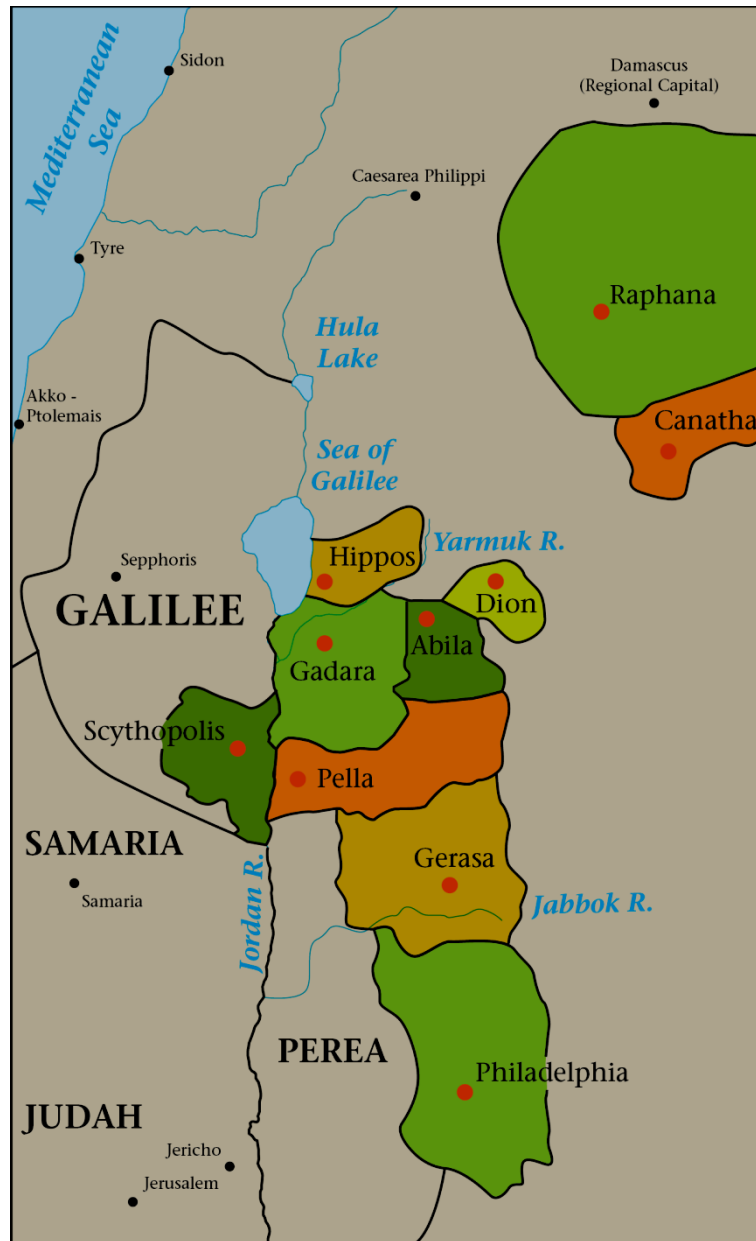 Mediterranean
Sea
Sidon
Damascus
(Regional Capital)
Caesarea Philippi
Tyre
Raphana
Hula
Lake
Akko -
Ptolemais
Canatha
Sea of
Galilee
Yarmuk R.
Hippos
Sepphoris
Dion
GALILEE
Abila
Gadara
Scythopolis
Pella
SAMARIA
Gerasa
Samaria
Jordan R.
Jabbok R.
PEREA
Philadelphia
JUDAH
Jericho
Jerusalem